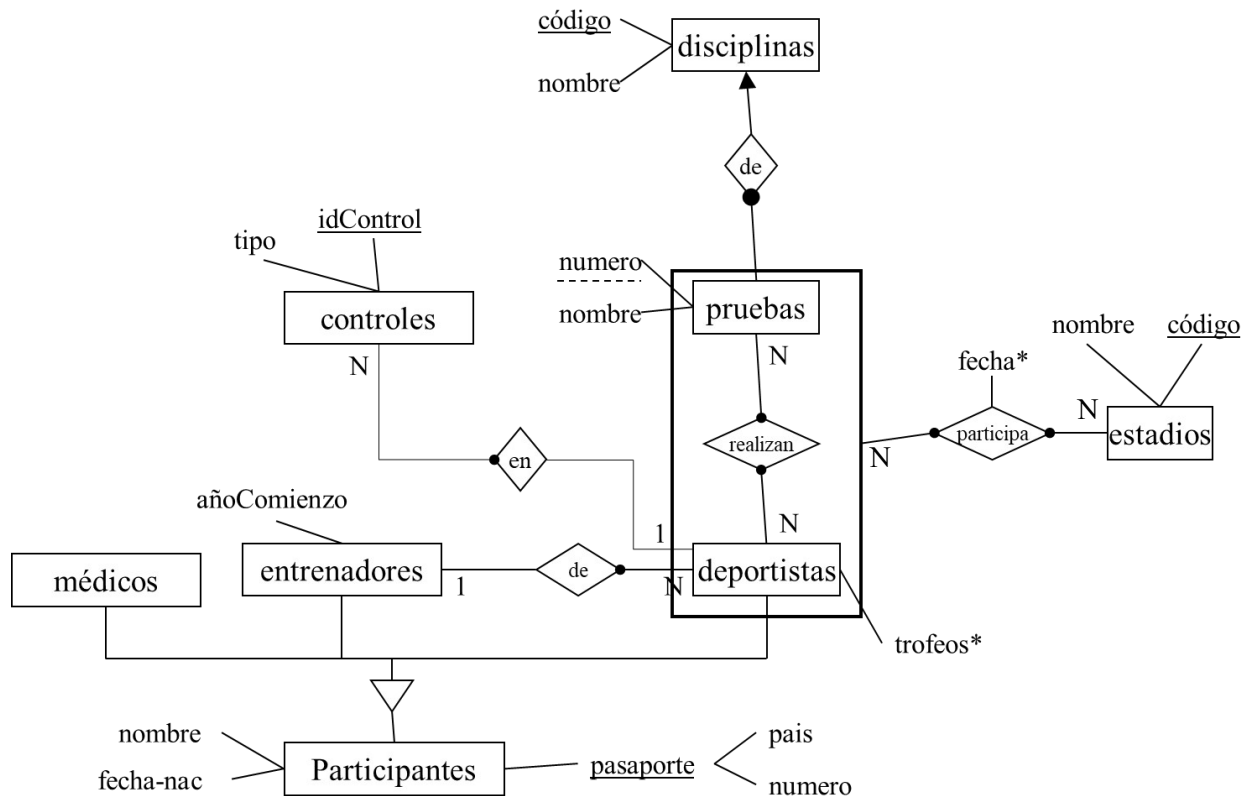 código
disciplinas
nombre
de
idControl
tipo
controles
N
numero
nombre
pruebas
N
nombre
código
fecha*
participa
N
N
estadios
realizan
en
añoComienzo
1
N
médicos
entrenadores
1
de
N
deportistas
trofeos*
nombre
fecha-nac
Participantes
pasaporte
pais
numero